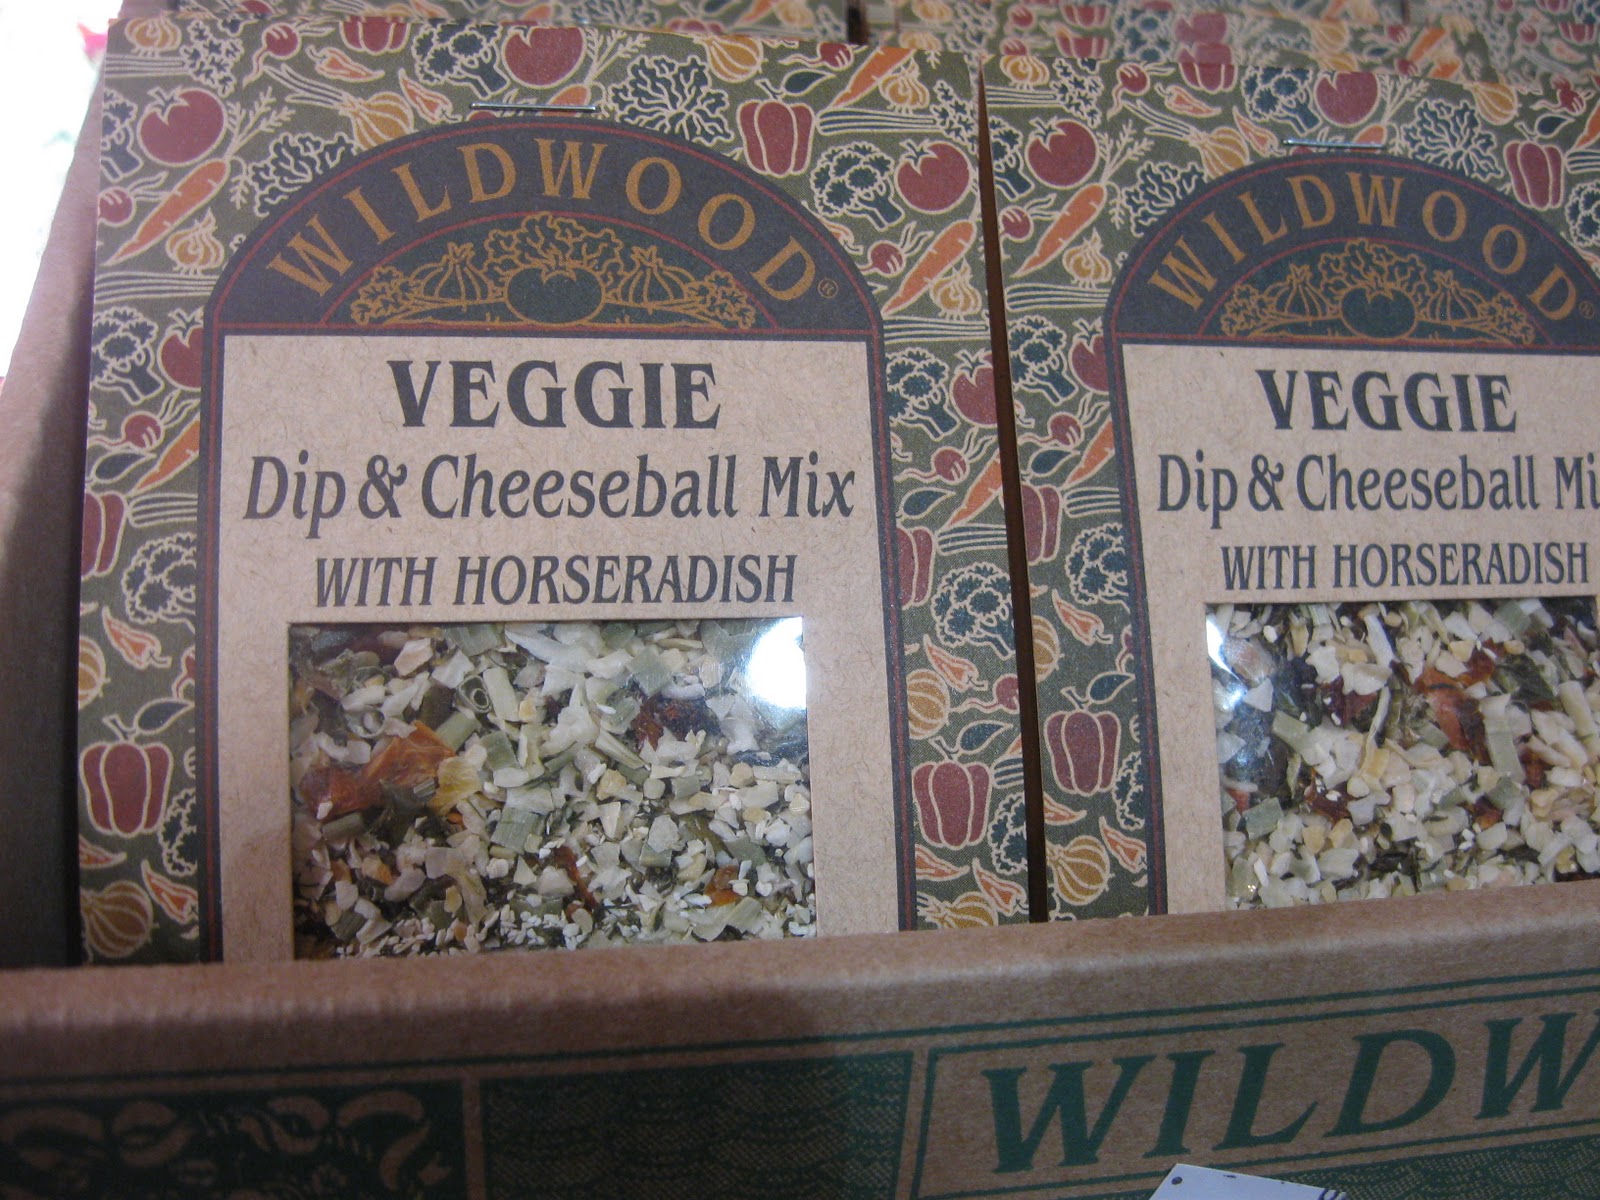 WILDWOOD®
VEGGIE
Dip & Cheeseball Mix
WITH HORSERADISH
WILDWOOD®
VEGGIE
Dip & Cheeseball Mi
WITH HORSERADISH
WILDW